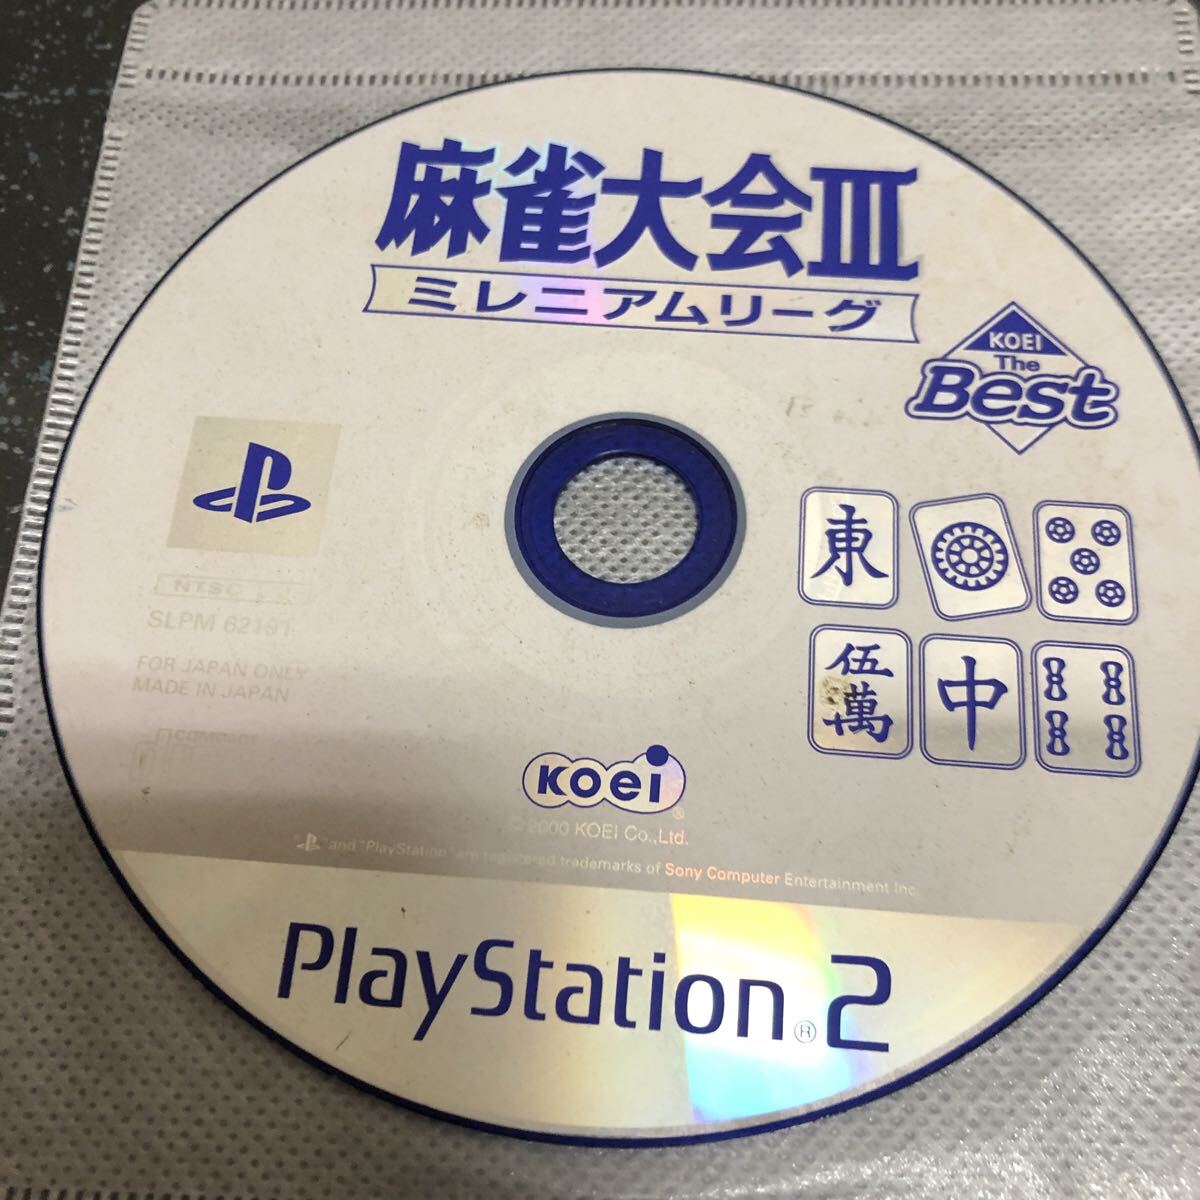 麻雀大会III
ミレニアムリーグ
KOEI
The
Best
東
伍
萬
中
NTSC
SLPM 62191
FOR JAPAN ONLY
MADE IN JAPAN
COMPACT
KOEI
®
© 2000 KOEI Co.,Ltd.
" " and "PlayStation" are registered trademarks of Sony Computer Entertainment Inc.
PlayStation®2